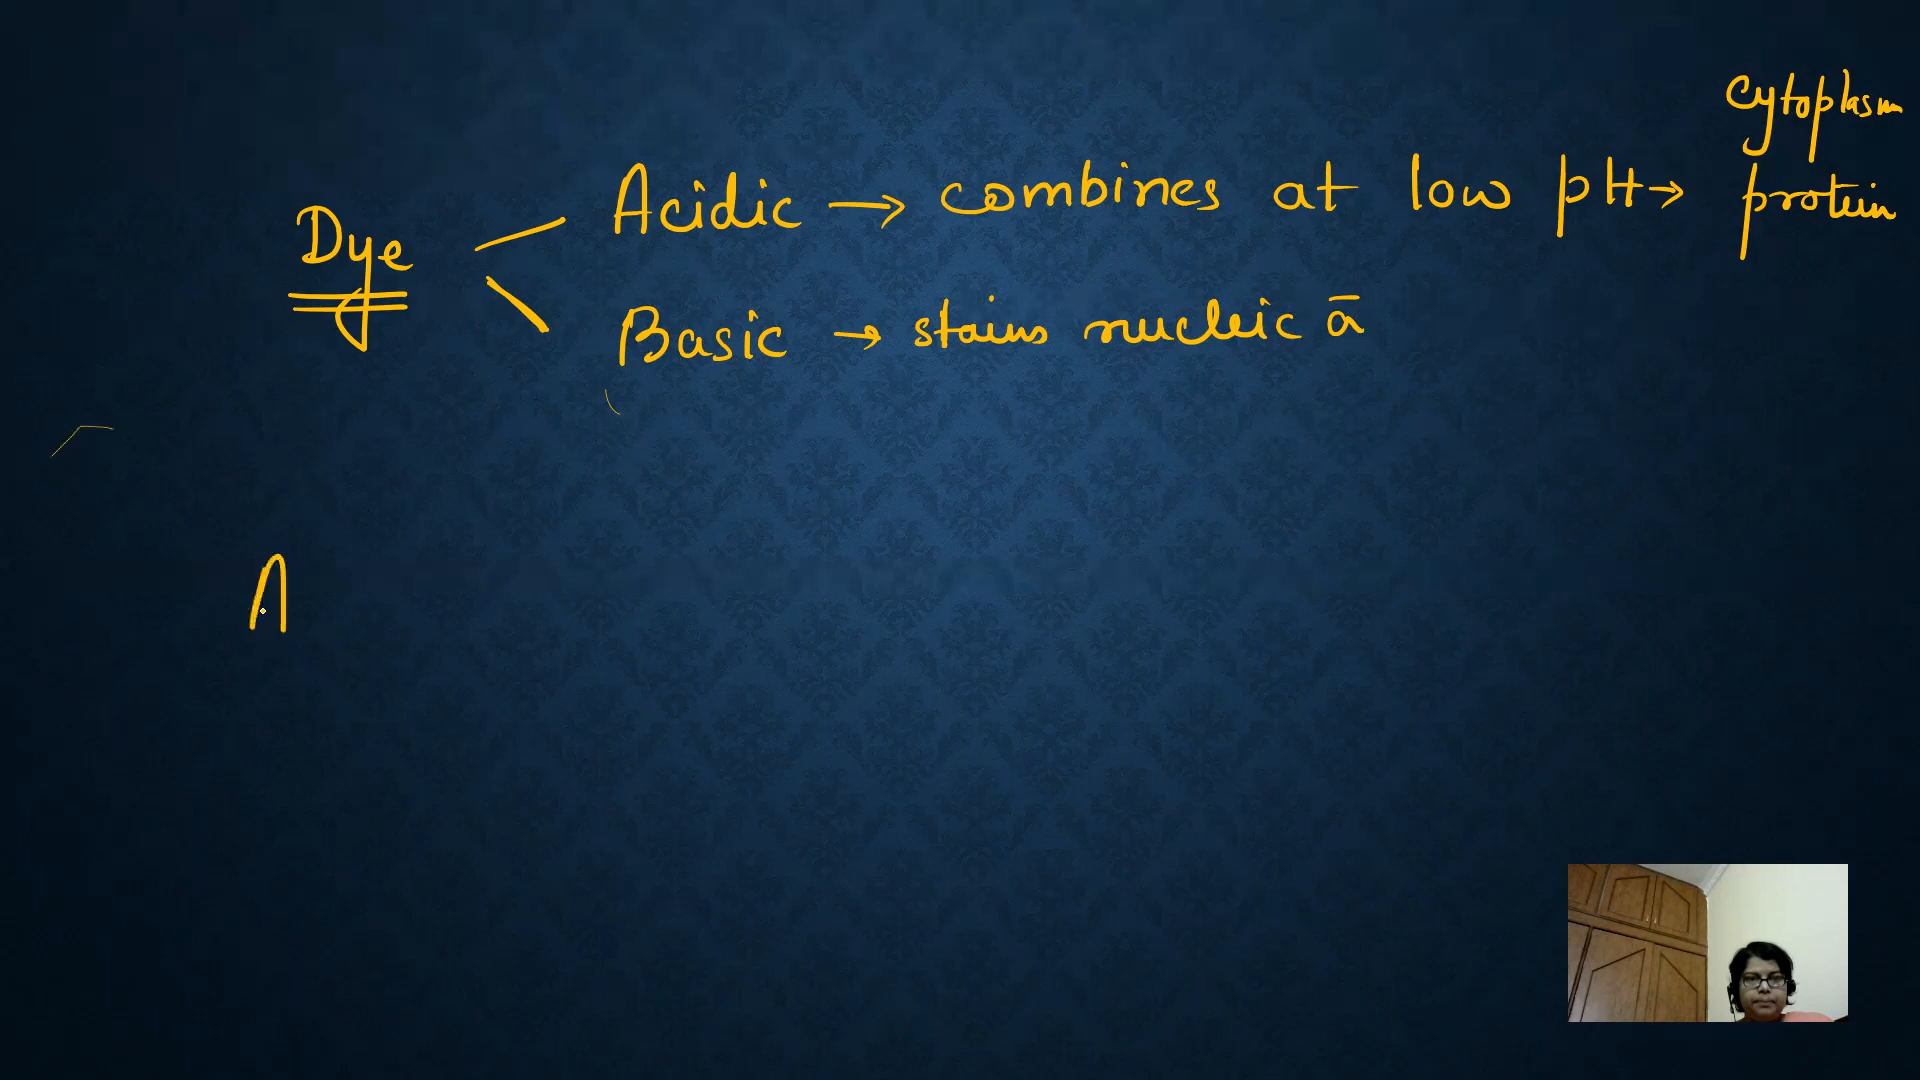 Cytoplasm
Acidic → combines at low pH → protein
Dye
Basic → stains nucleic ā
A